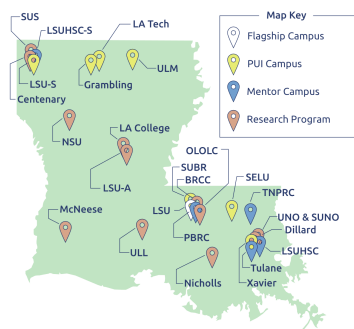 SUS
LSUHSC-S
LA Tech
LSU-S
Centenary
Grambling
ULM
Map Key
Flagship Campus
PUI Campus
Mentor Campus
Research Program
NSU
LA College
LSU-A
OLOLC
SUBR
BRCC
SELU
TNPRC
LSU
PBRC
UNO & SUNO
Dillard
LSUHSC
Tulane
Xavier
McNeese
ULL
Nicholls